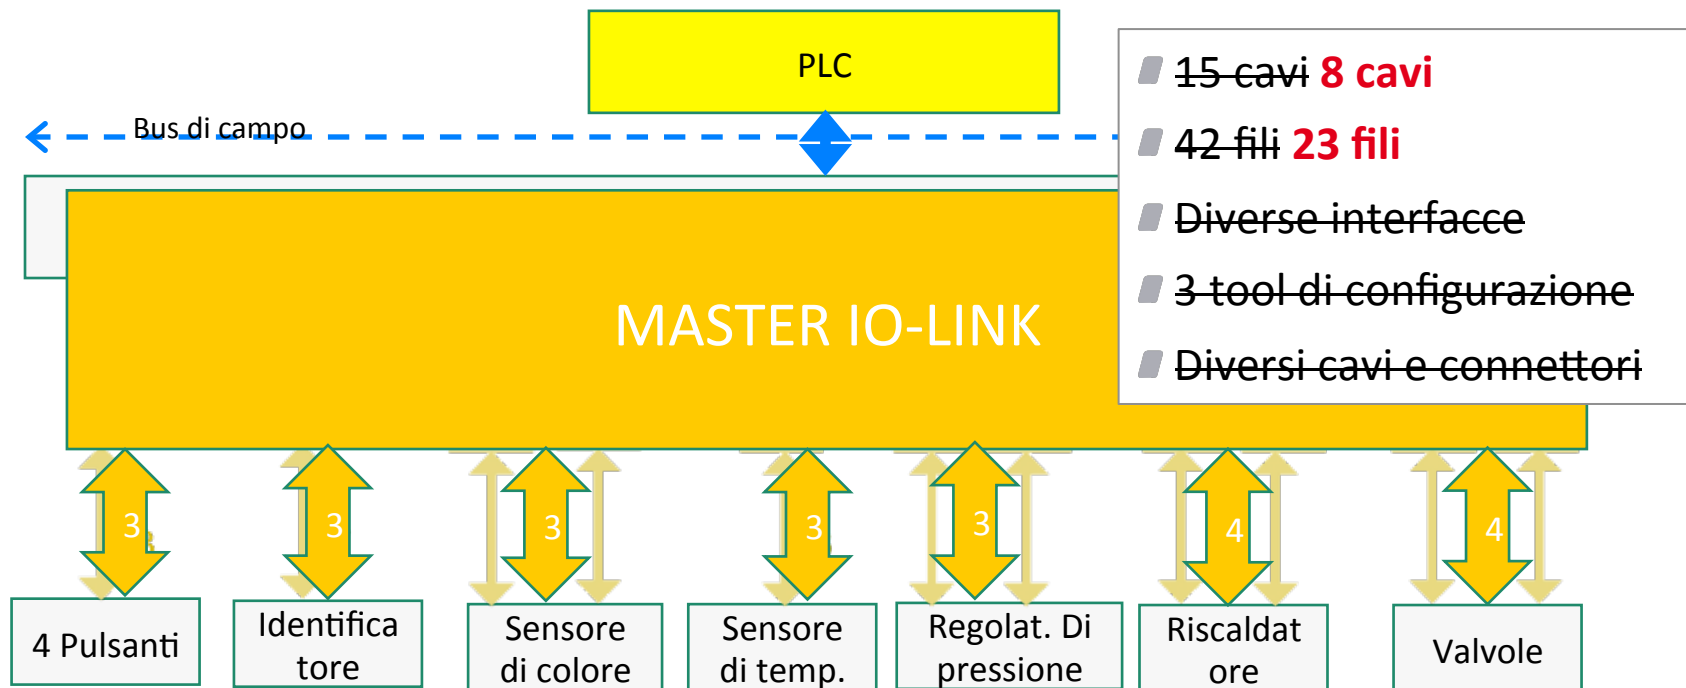 PLC
Bus di campo
15 cavi 8 cavi
42 fili 23 fili
Diverse interfacce
3 tool di configurazione
Diversi cavi e connettori
MASTER IO-LINK
3
3
3
3
3
4
4
4 Pulsanti
Identifica
tore
Sensore
di colore
Sensore
di temp.
Regolat. Di
pressione
Riscaldat
ore
Valvole